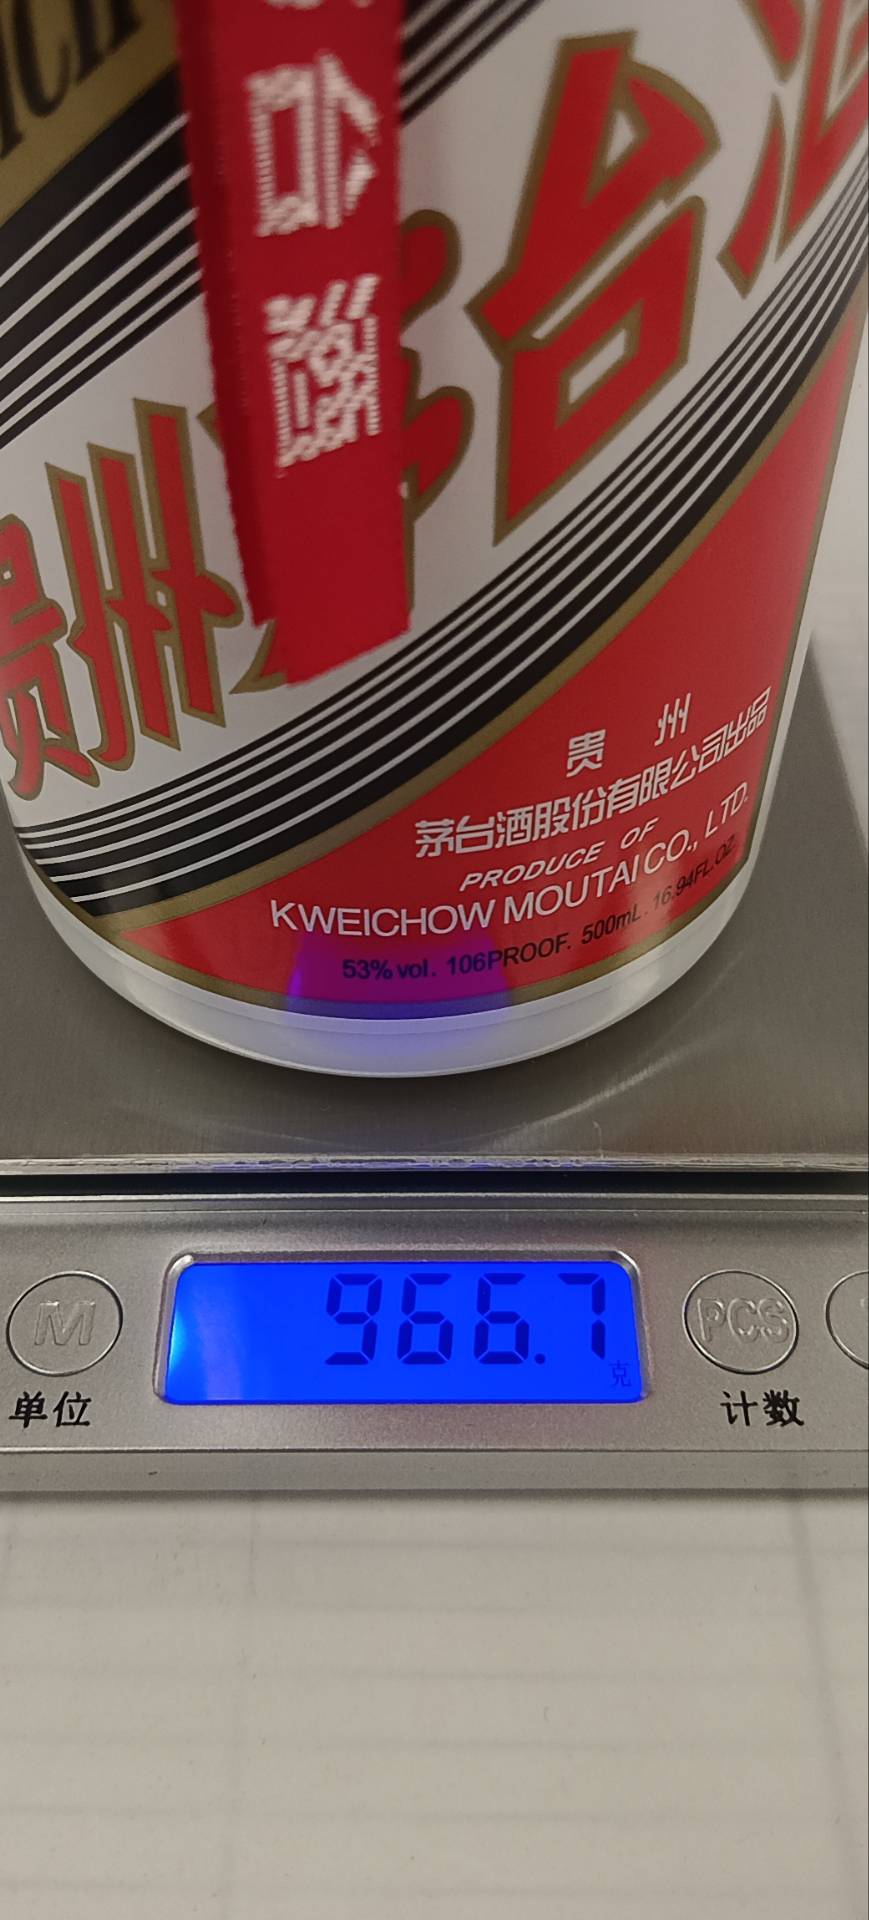 贵州茅台酒
贵 州
茅台酒股份有限公司出品
PRODUCE OF
KWEICHOW MOUTAI CO., LTD.
53% vol. 106PROOF. 500mL. 16.94FL.OZ.
966.7
克
M
PCS
单位
计数